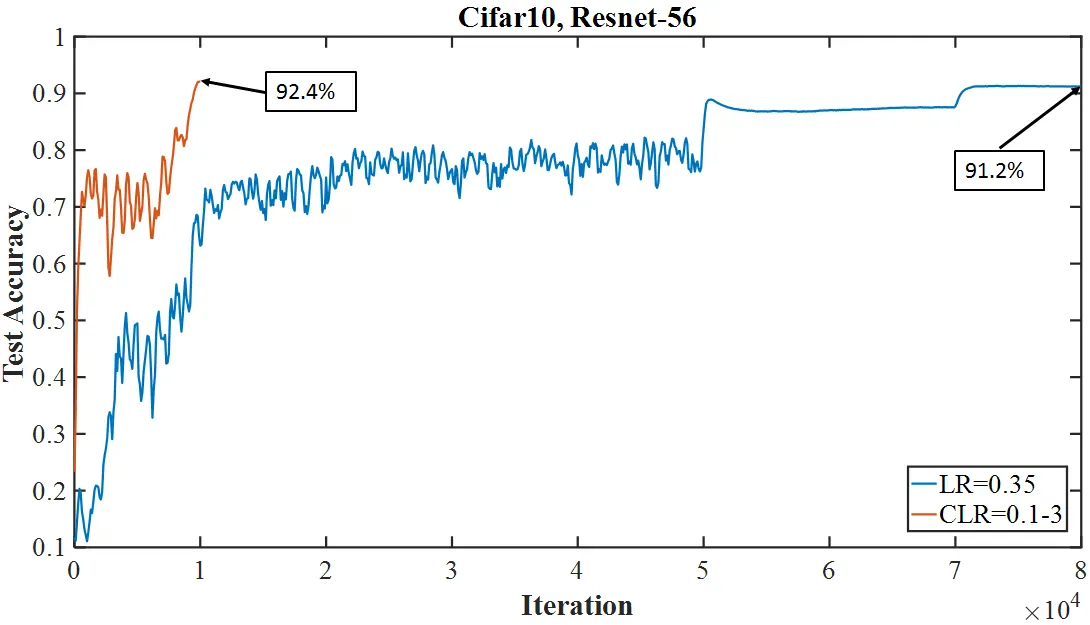 Cifar10, Resnet-56
1
0.9
0.8
0.7
0.6
0.5
0.4
0.3
0.2
0.1
Test Accuracy
92.4%
91.2%
LR=0.35
CLR=0.1-3
0 1 2 3 4 5 6 7 8
Iteration
×10^4